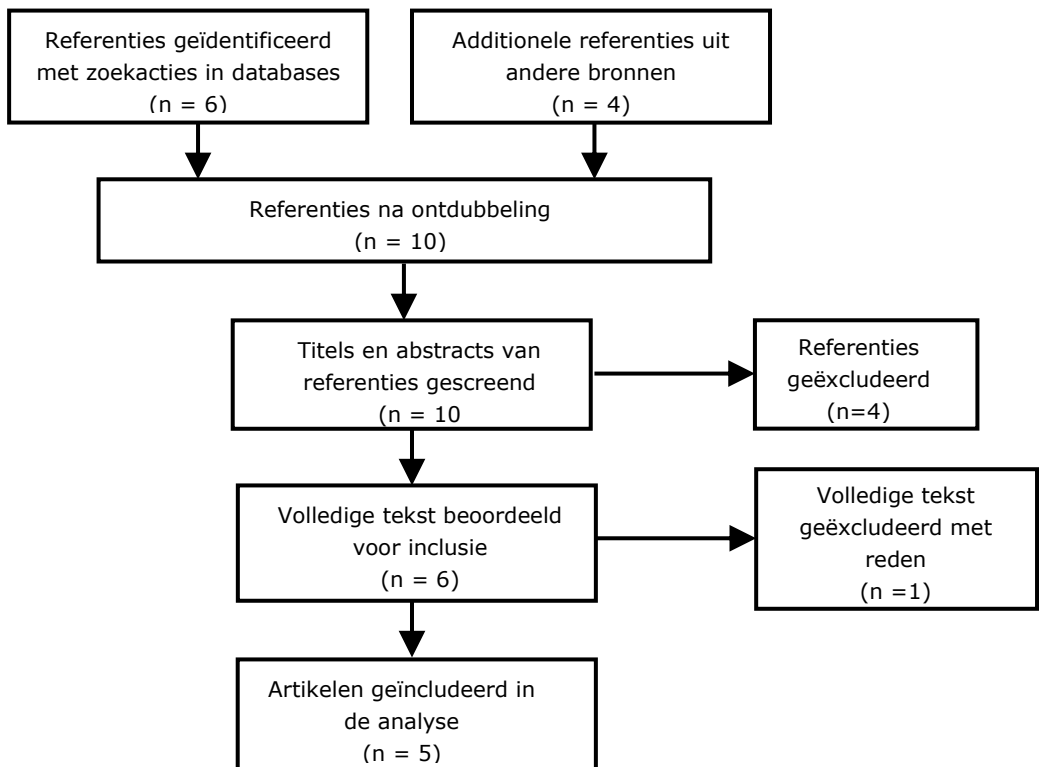 Referenties geïdentificeerd
met zoekacties in databases
(n = 6)
Additionele referenties uit
andere bronnen
(n = 4)
Referenties na ontdubbeling
(n = 10)
Titels en abstracts van
referenties gescreend
(n = 10
Referenties
geëxcludeerd
(n=4)
Volledige tekst beoordeeld
voor inclusie
(n = 6)
Volledige tekst
geëxcludeerd met
reden
(n =1)
Artikelen geïncludeerd in
de analyse
(n = 5)